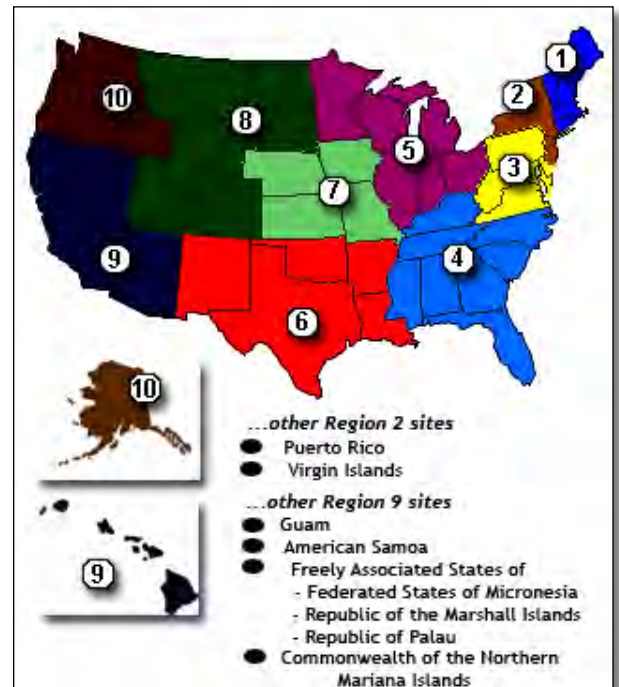 1
2
10
8
5
3
7
9
4
6
10
...other Region 2 sites
Puerto Rico
Virgin Islands
...other Region 9 sites
Guam
American Samoa
Freely Associated States of
- Federated States of Micronesia
- Republic of the Marshall Islands
- Republic of Palau
Commonwealth of the Northern
Mariana Islands
9